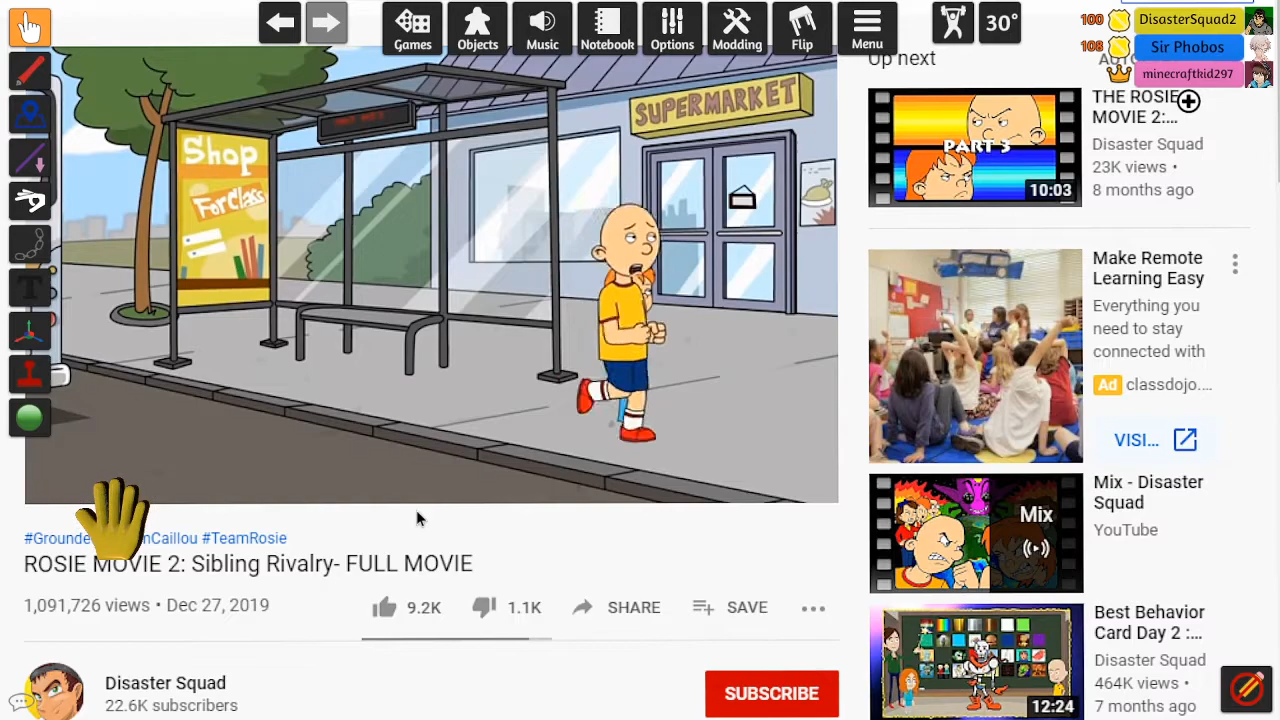 Games
Objects
Music
Notebook
Options
Modding
Flip
Menu
30°
100 DisasterSquad2
108 Sir Phobos
minecraftkid297
Shop
For Class
SUPERMARKET
Up next
THE ROSIE
MOVIE 2:...
Disaster Squad
23K views •
8 months ago
PART 3
10:03
Make Remote
Learning Easy
Everything you
need to stay
connected with
Ad classdojo....
VISI...
Mix - Disaster
Squad
YouTube
Mix
Best Behavior
Card Day 2 :...
Disaster Squad
464K views •
7 months ago
12:24
#Grounde mCaillou #TeamRosie
ROSIE MOVIE 2: Sibling Rivalry- FULL MOVIE
1,091,726 views • Dec 27, 2019
9.2K 1.1K SHARE SAVE
Disaster Squad
22.6K subscribers
SUBSCRIBE